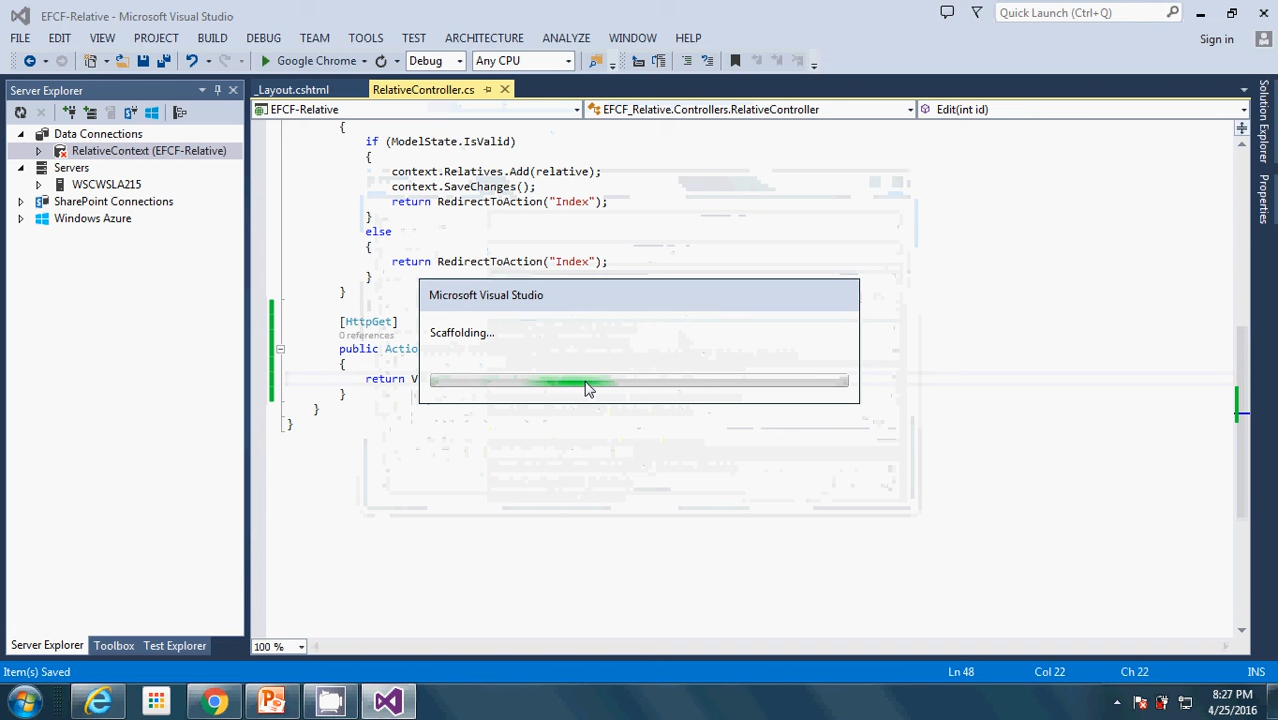 EFCF-Relative - Microsoft Visual Studio
Quick Launch (Ctrl+Q)
FILE EDIT VIEW PROJECT BUILD DEBUG TEAM TOOLS TEST ARCHITECTURE ANALYZE WINDOW HELP
Sign in
Google Chrome Debug Any CPU
Server Explorer
_Layout.cshtml RelativeController.cs
EFCF-Relative EFCF_Relative.Controllers.RelativeController Edit(int id)
Data Connections
RelativeContext (EFCF-Relative)
Servers
WSCWSLA215
SharePoint Connections
Windows Azure
{
if (ModelState.IsValid)
{
context.Relatives.Add(relative);
context.SaveChanges();
return RedirectToAction("Index");
}
else
{
return RedirectToAction("Index");
}
}
[HttpGet]
0 references
public Actio
{
return V
}
}
}
Microsoft Visual Studio
Scaffolding...
Solution Explorer
Properties
Server Explorer Toolbox Test Explorer
100 %
Item(s) Saved
Ln 48 Col 22 Ch 22 INS
8:27 PM
4/25/2016